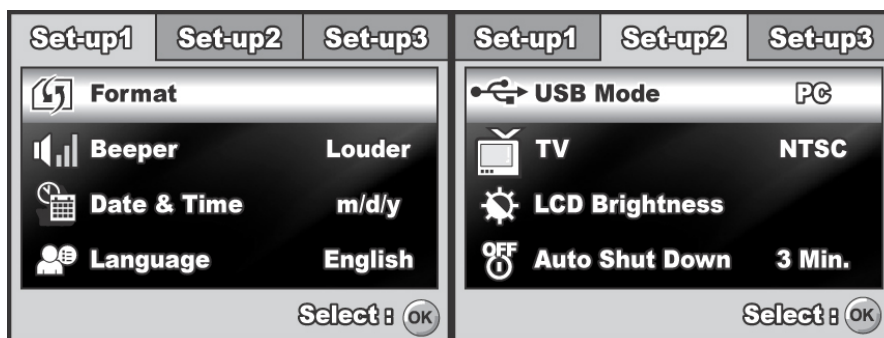 Set-up1 Set-up2 Set-up3
Format
Beeper Louder
Date & Time m/d/y
Language English
Select : OK
Set-up1 Set-up2 Set-up3
USB Mode PC
TV NTSC
LCD Brightness
OFF Auto Shut Down 3 Min.
Select : OK